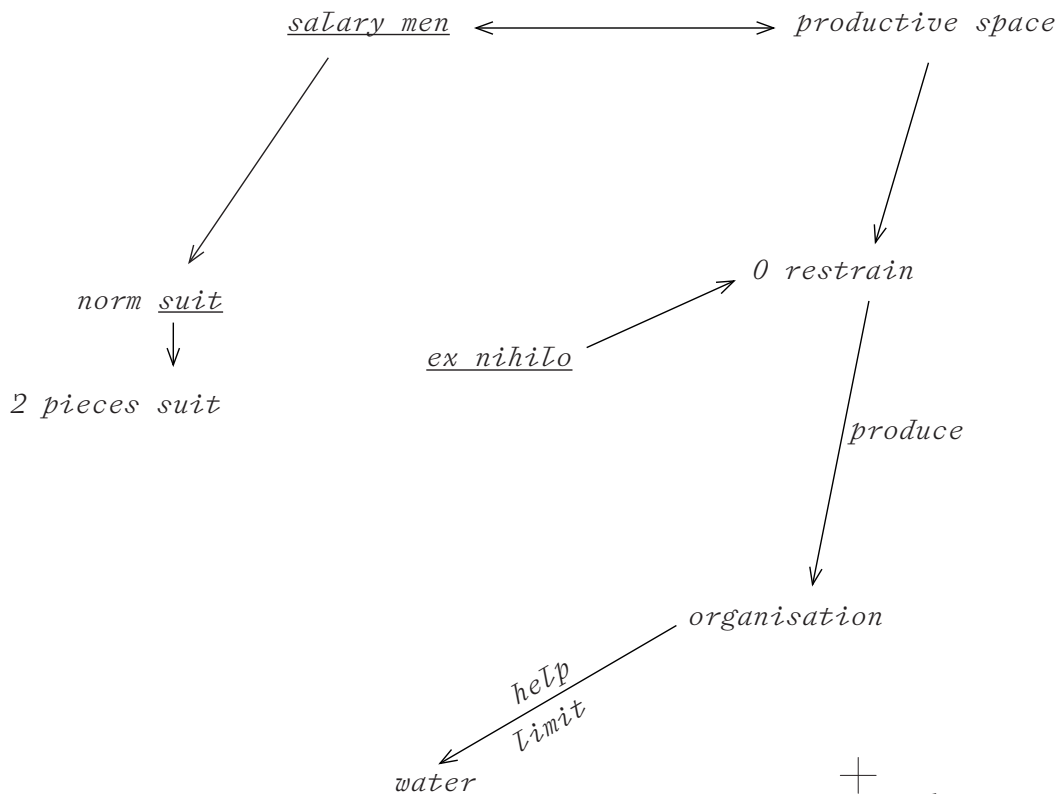 salary men
productive space
0 restrain
norm suit
ex nihilo
2 pieces suit
produce
organisation
help
limit
water